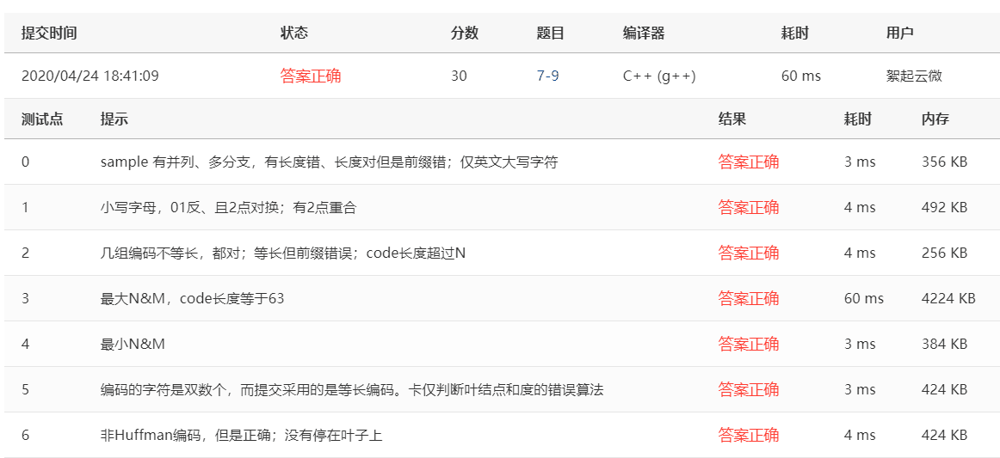 提交时间 状态 分数 题目 编译器 耗时 用户
2020/04/24 18:41:09 答案正确 30 7-9 C++ (g++) 60 ms 絮起云微
测试点 提示 结果 耗时 内存
0 sample 有并列、多分支，有长度错、长度对但是前缀错；仅英文大写字符 答案正确 3 ms 356 KB
1 小写字母，01反、且2点对换；有2点重合 答案正确 4 ms 492 KB
2 几组编码不等长，都对；等长但前缀错误；code长度超过N 答案正确 4 ms 256 KB
3 最大N&M，code长度等于63 答案正确 60 ms 4224 KB
4 最小N&M 答案正确 3 ms 384 KB
5 编码的字符是双数个，而提交采用的是等长编码。卡仅判断叶结点和度的错误算法 答案正确 3 ms 424 KB
6 非Huffman编码，但是正确；没有停在叶子上 答案正确 4 ms 424 KB